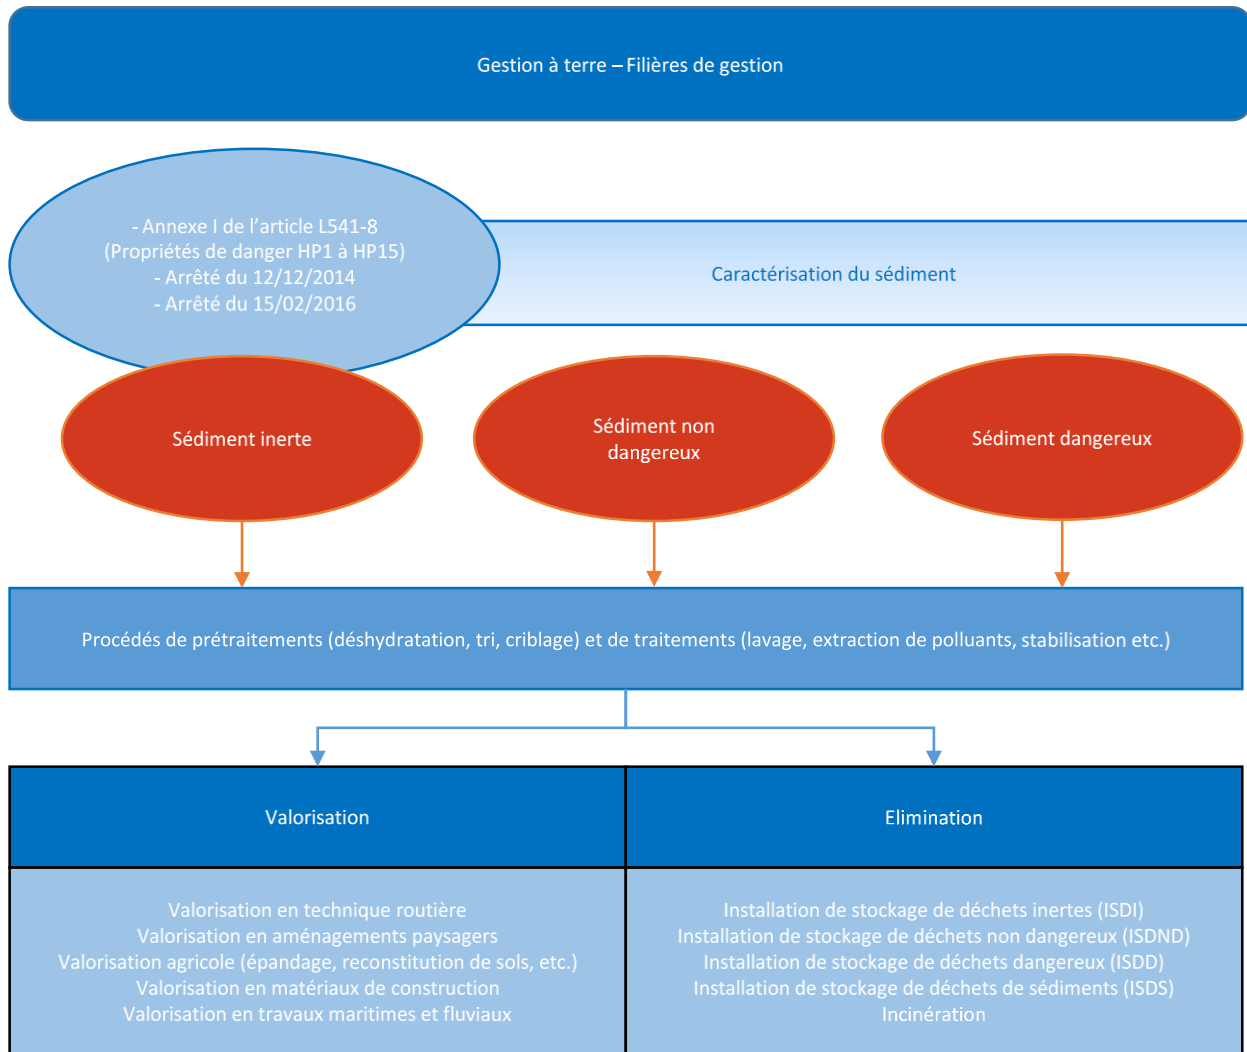 Gestion à terre – Filières de gestion
- Annexe I de l'article L541-8
(Propriétés de danger HP1 à HP15)
- Arrêté du 12/12/2014
- Arrêté du 15/02/2016
Caractérisation du sédiment
Sédiment inerte
Sédiment non
dangereux
Sédiment dangereux
Procédés de prétraitements (déshydratation, tri, criblage) et de traitements (lavage, extraction de polluants, stabilisation etc.)
Valorisation
Elimination
Valorisation en technique routière
Valorisation en aménagements paysagers
Valorisation agricole (épandage, reconstitution de sols, etc.)
Valorisation en matériaux de construction
Valorisation en travaux maritimes et fluviaux
Installation de stockage de déchets inertes (ISDI)
Installation de stockage de déchets non dangereux (ISDND)
Installation de stockage de déchets dangereux (ISDD)
Installation de stockage de déchets de sédiments (ISDS)
Incinération